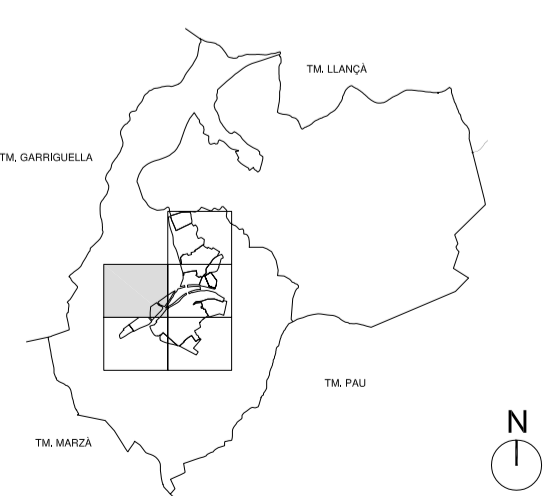 TM. LLANÇÀ
TM. GARRIGUELLA
TM. PAU
TM. MARZÀ
N